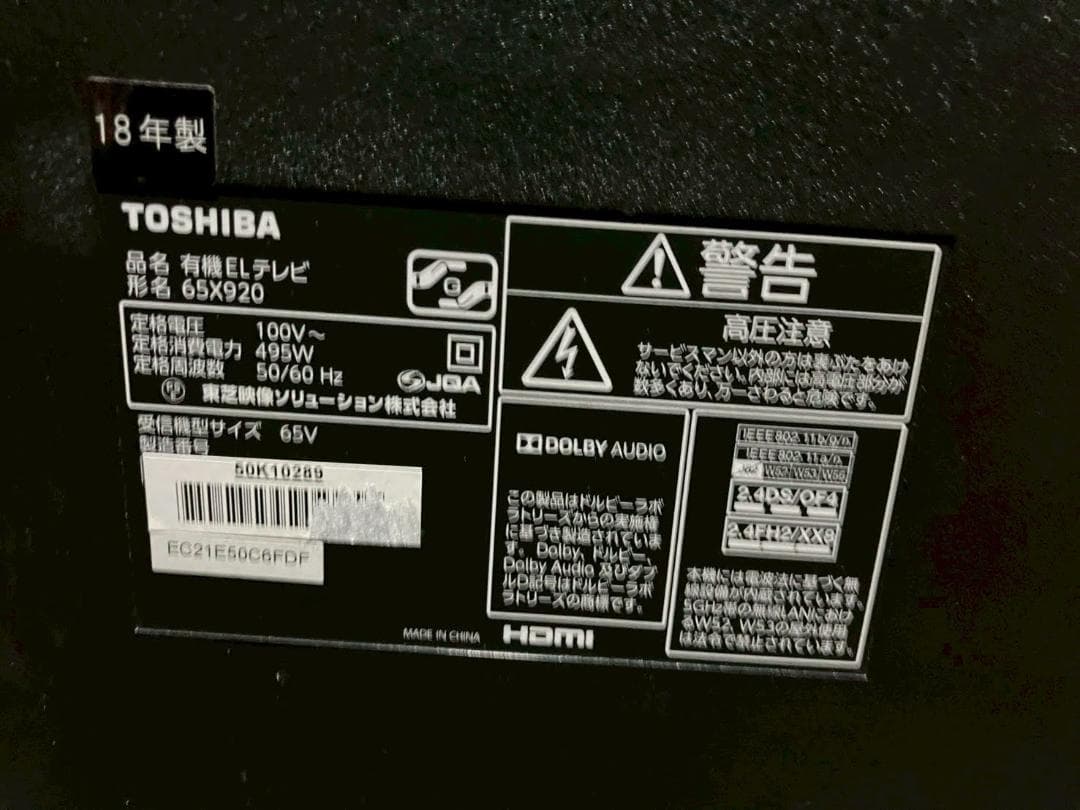 18年製
TOSHIBA
品名 有機ELテレビ
形名 65X920
定格電圧 100V～
定格消費電力 495W
定格周波数 50/60 Hz
JQA
東芝映像ソリューション株式会社
受信機型サイズ 65V
製造番号
50K10289
EC21E50C6FDF
警告
高圧注意
サービスマン以外の方は裏ぶたをあけ
ないでください。内部には高電圧部分が
数多くあり、万一さわると危険です。
DOLBY AUDIO
この製品はドルビーラボ
ラトリーズからの実施権
に基づき製造されていま
す。Dolby、ドルビー、
Dolby Audio 及びダブ
ルD記号はドルビーラボ
ラトリーズの商標です。
IEEE802.11b/g/n
IEEE802.11a/n
J52 W52 W53 W56
2.4DS/OF4
2.4FH2/XX8
本機には電波法に基づく無
線設備が内蔵されています。
5GHz帯の無線LANにおけ
るW52、W53の屋外使用
は法令で禁止されています。
MADE IN CHINA
HDMI